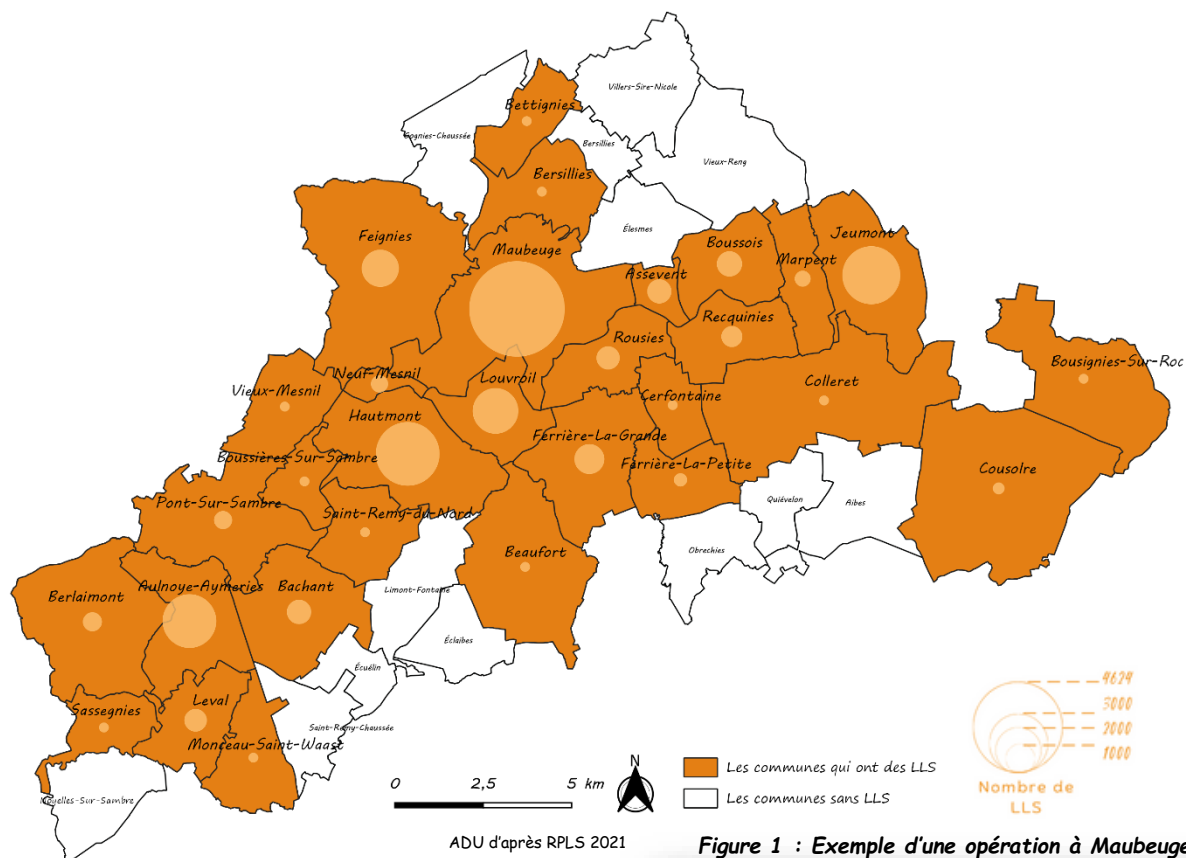 Villers-Sire-Nicole
Bettignies
Gognies-Chaussée
Bersillies
Vieux-Reng
Bersillies
Élesmes
Feignies
Maubeuge
Boussois
Jeumont
Marpent
Assevent
Recquinies
Rousies
Bousignies-Sur-Roc
Neuf-Mesnil
Louvroil
Vieux-Mesnil
Cerfontaine
Colleret
Hautmont
Ferrière-La-Grande
Boussières-Sur-Sambre
Ferrière-La-Petite
Cousolre
Pont-Sur-Sambre
Quiévelon
Aibes
Saint-Remy-du-Nord
Beaufort
Obrechies
Aulnoye-Aymeries
Bachant
Limont-Fontaine
Berlaimont
Éclaibes
Écuélin
Leval
Sassegnies
Saint-Remy-Chaussée
Monceau-Saint-Waast
Noyelles-Sur-Sambre
4624
3000
2000
1000
Nombre de
LLS
N
0 2,5 5 km
Les communes qui ont des LLS
Les communes sans LLS
ADU d'après RPLS 2021
Figure 1 : Exemple d'une opération à Maubeuge